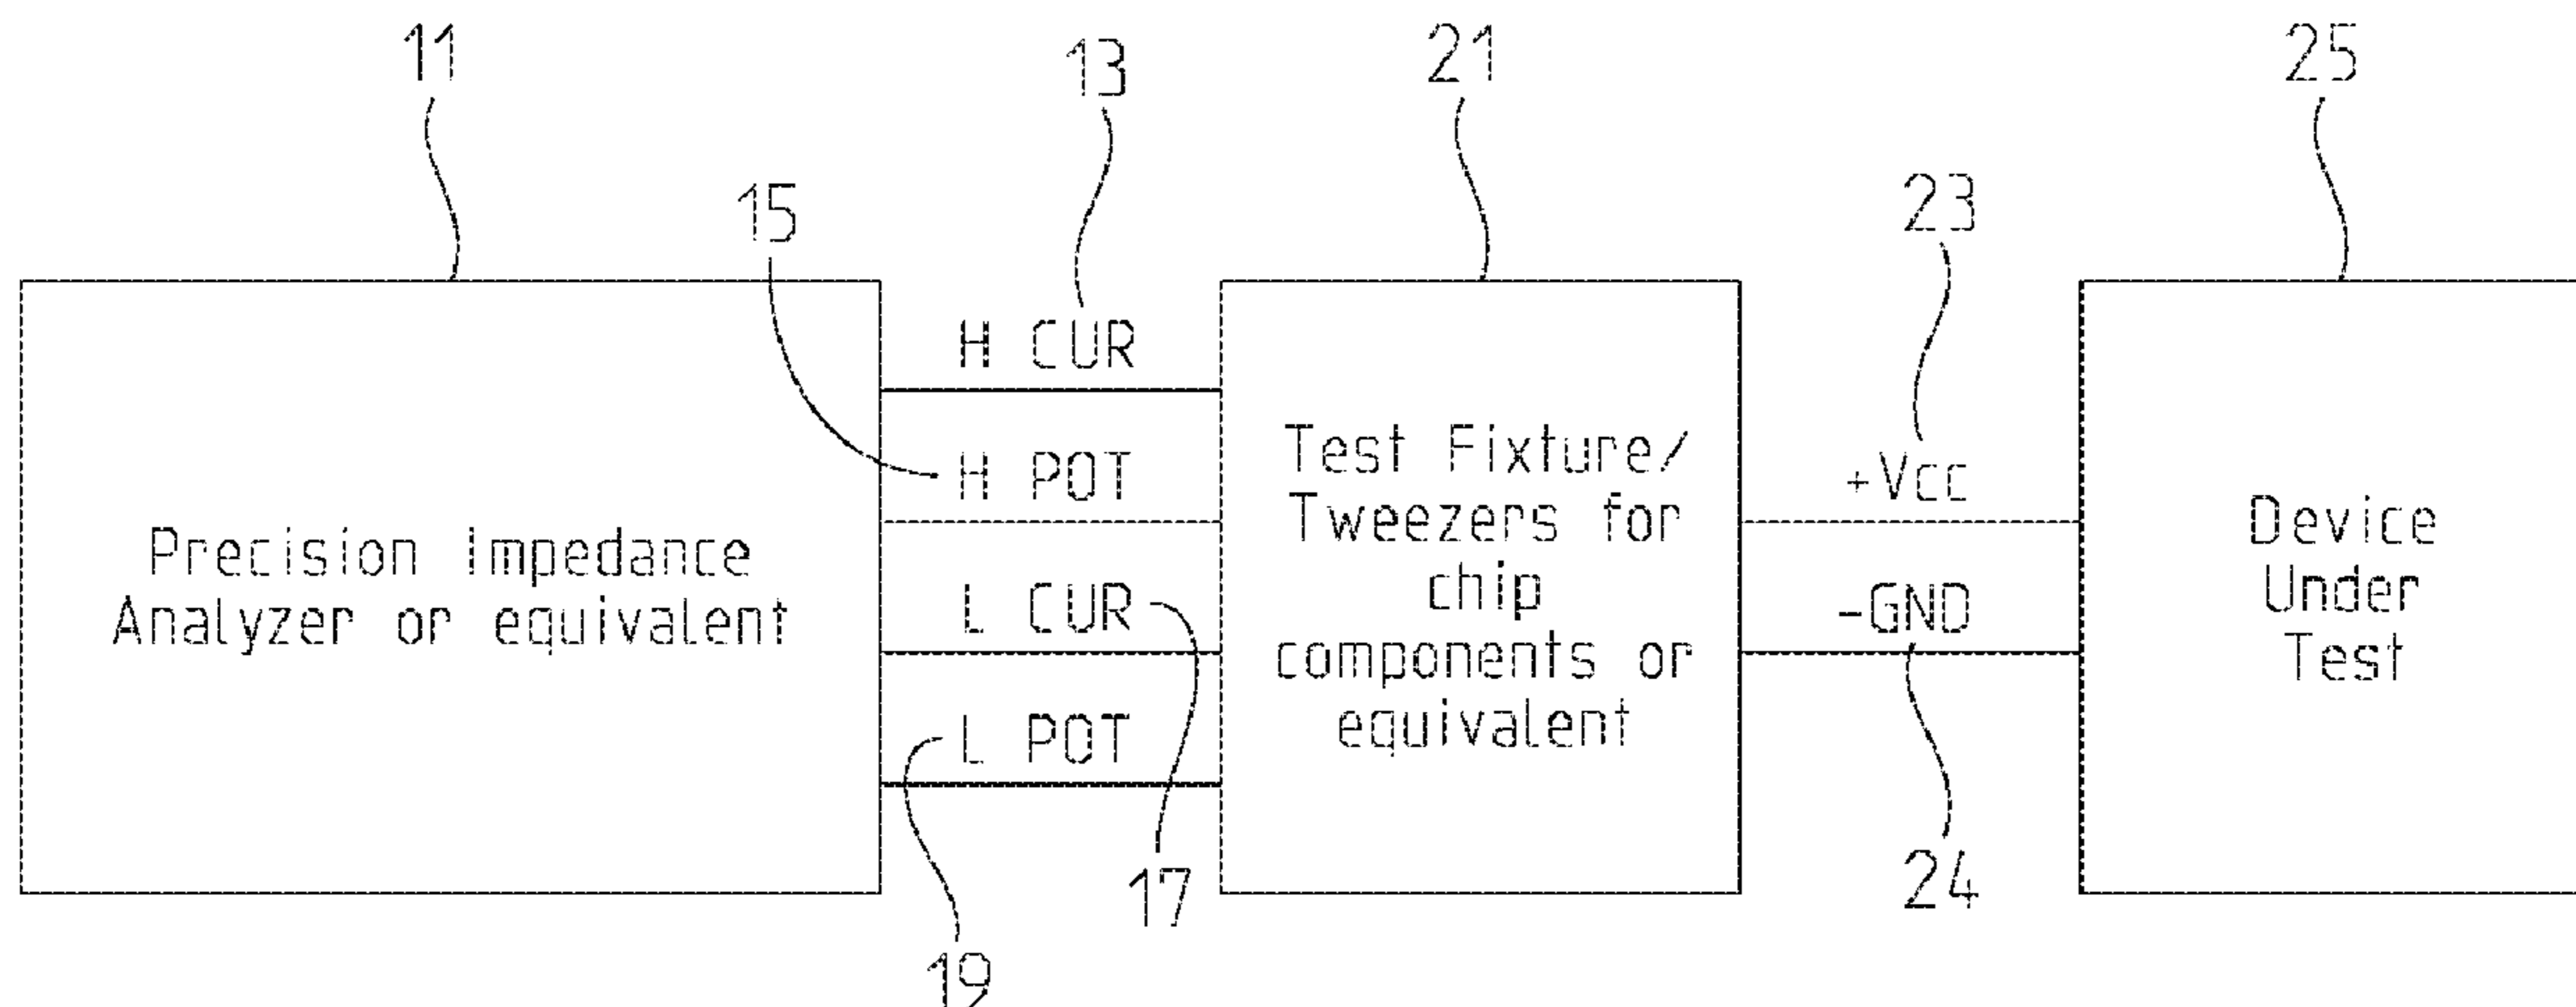 11
13
21
25
15
23
H CUR
H POT
L CUR
L POT
Precision Impedance
Analyzer or equivalent
Test Fixture/
Tweezers for
chip
components or
equivalent
+Vcc
-GND
Device
Under
Test
17
24
19